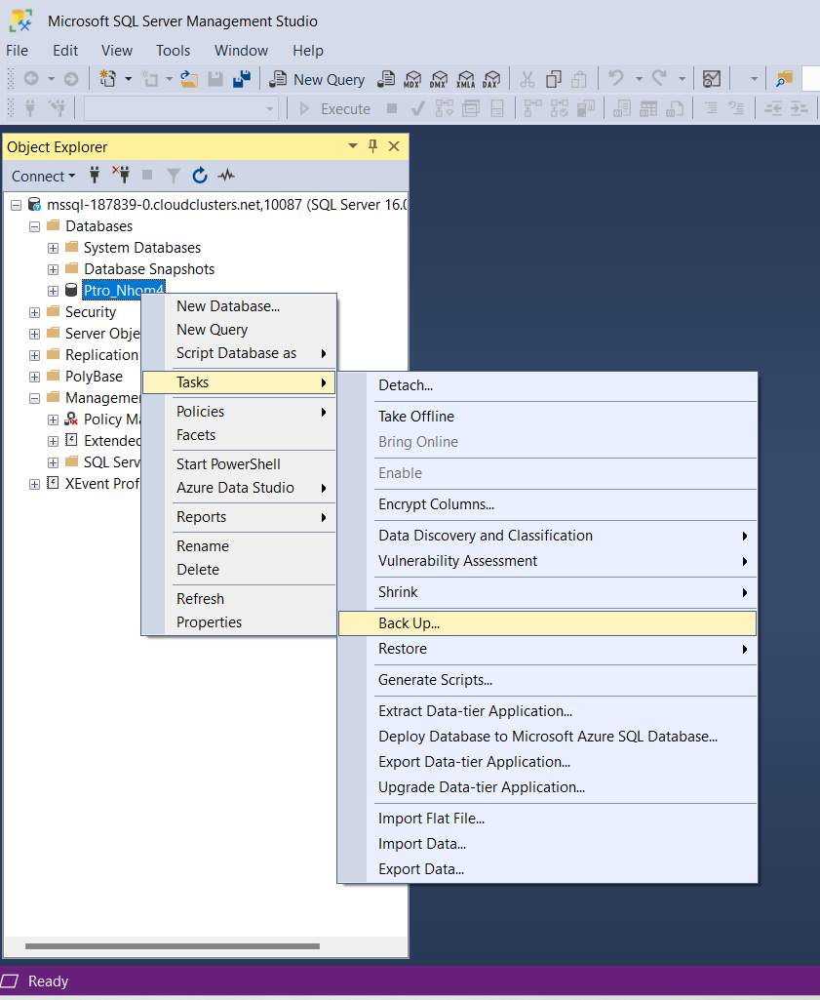 Microsoft SQL Server Management Studio
File Edit View Tools Window Help
New Query MDX DMX XMLA DAX
Execute
Object Explorer
Connect
mssql-187839-0.cloudclusters.net,10087 (SQL Server 16.0
Databases
System Databases
Database Snapshots
Ptro_Nhom4
Security
Server Obje
Replication
PolyBase
Managemen
Policy Ma
Extended
SQL Serv
XEvent Prof
New Database...
New Query
Script Database as
Tasks
Policies
Facets
Start PowerShell
Azure Data Studio
Reports
Rename
Delete
Refresh
Properties
Detach...
Take Offline
Bring Online
Enable
Encrypt Columns...
Data Discovery and Classification
Vulnerability Assessment
Shrink
Back Up...
Restore
Generate Scripts...
Extract Data-tier Application...
Deploy Database to Microsoft Azure SQL Database...
Export Data-tier Application...
Upgrade Data-tier Application...
Import Flat File...
Import Data...
Export Data...
Ready